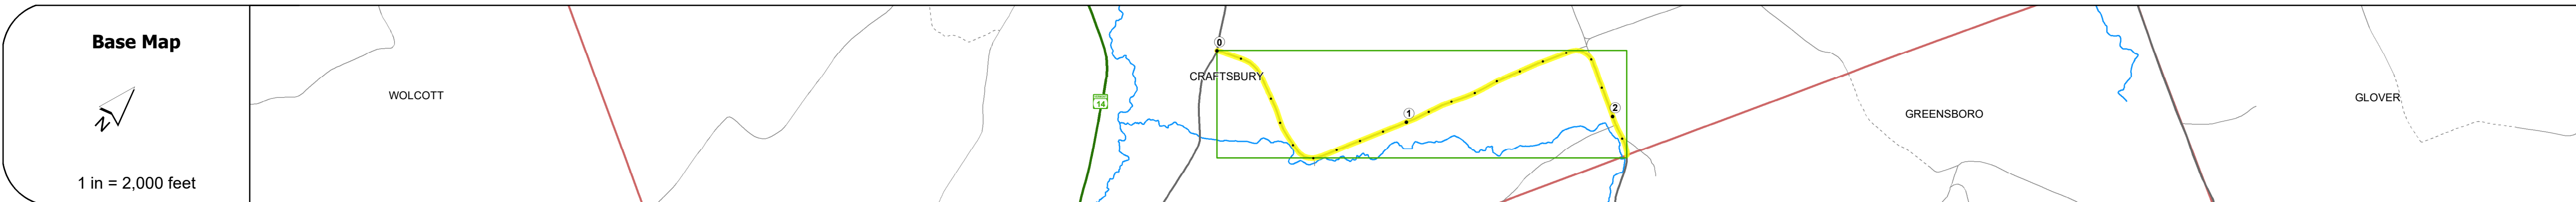 Base Map
N
1 in = 2,000 feet
WOLCOTT
14
0
CRAFTSBURY
1
2
GREENSBORO
GLOVER